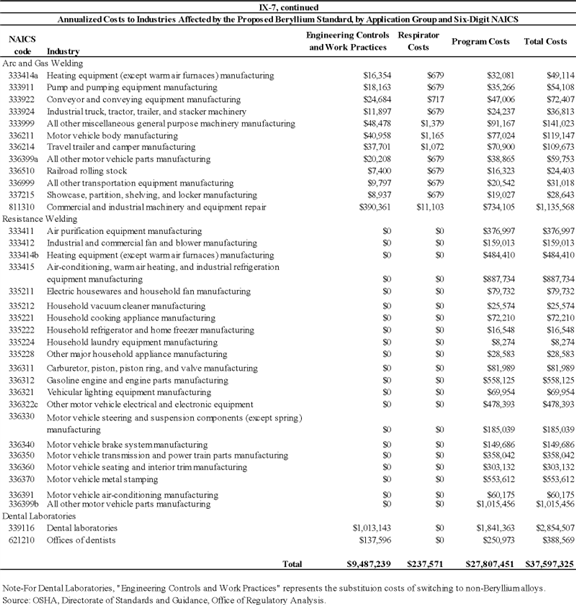 IX-7, continued
Annualized Costs to Industries Affected by the Proposed Beryllium Standard, by Application Group and Six-Digit NAICS
NAICS code Industry Engineering Controls and Work Practices Respirator Costs Program Costs Total Costs
Arc and Gas Welding
333414a Heating equipment (except warm air furnaces) manufacturing $16,354 $679 $32,081 $49,114
333911 Pump and pumping equipment manufacturing $18,163 $679 $35,266 $54,108
333922 Conveyor and conveying equipment manufacturing $24,684 $717 $47,006 $72,407
333924 Industrial truck, tractor, trailer, and stacker machinery $11,897 $679 $24,237 $36,813
333999 All other miscellaneous general purpose machinery manufacturing $48,478 $1,379 $91,167 $141,023
336211 Motor vehicle body manufacturing $40,958 $1,165 $77,024 $119,147
336214 Travel trailer and camper manufacturing $37,701 $1,072 $70,900 $109,673
336399a All other motor vehicle parts manufacturing $20,208 $679 $38,865 $59,753
336510 Railroad rolling stock $7,400 $679 $16,323 $24,403
336999 All other transportation equipment manufacturing $9,797 $679 $20,542 $31,018
337215 Showcase, partition, shelving, and locker manufacturing $8,937 $679 $19,027 $28,643
811310 Commercial and industrial machinery and equipment repair $390,361 $11,103 $734,105 $1,135,568
Resistance Welding
333411 Air purification equipment manufacturing $0 $0 $376,997 $376,997
333412 Industrial and commercial fan and blower manufacturing $0 $0 $159,013 $159,013
333414b Heating equipment (except warm air furnaces) manufacturing $0 $0 $484,410 $484,410
333415 Air-conditioning, warm air heating, and industrial refrigeration
equipment manufacturing $0 $0 $887,734 $887,734
335211 Electric housewares and household fan manufacturing $0 $0 $79,732 $79,732
335212 Household vacuum cleaner manufacturing $0 $0 $25,574 $25,574
335221 Household cooking appliance manufacturing $0 $0 $72,210 $72,210
335222 Household refrigerator and home freezer manufacturing $0 $0 $16,548 $16,548
335224 Household laundry equipment manufacturing $0 $0 $8,274 $8,274
335228 Other major household appliance manufacturing $0 $0 $28,583 $28,583
336311 Carburetor, piston, piston ring, and valve manufacturing $0 $0 $81,989 $81,989
336312 Gasoline engine and engine parts manufacturing $0 $0 $558,125 $558,125
336321 Vehicular lighting equipment manufacturing $0 $0 $69,954 $69,954
336322c Other motor vehicle electrical and electronic equipment $0 $0 $478,393 $478,393
336330 Motor vehicle steering and suspension components (except spring)
manufacturing $0 $0 $185,039 $185,039
336340 Motor vehicle brake system manufacturing $0 $0 $149,686 $149,686
336350 Motor vehicle transmission and power train parts manufacturing $0 $0 $358,042 $358,042
336360 Motor vehicle seating and interior trim manufacturing $0 $0 $303,132 $303,132
336370 Motor vehicle metal stamping $0 $0 $553,612 $553,612
336391 Motor vehicle air-conditioning manufacturing $0 $0 $60,175 $60,175
336399b All other motor vehicle parts manufacturing $0 $0 $1,015,456 $1,015,456
Dental Laboratories
339116 Dental laboratories $1,013,143 $0 $1,841,363 $2,854,507
621210 Offices of dentists $137,596 $0 $250,973 $388,569
Total $9,487,239 $237,571 $27,807,451 $37,597,325
Note-For Dental Laboratories, "Engineering Controls and Work Practices" represents the substituion costs of switching to non-Beryllium alloys.
Source: OSHA, Directorate of Standards and Guidance, Office of Regulatory Analysis.